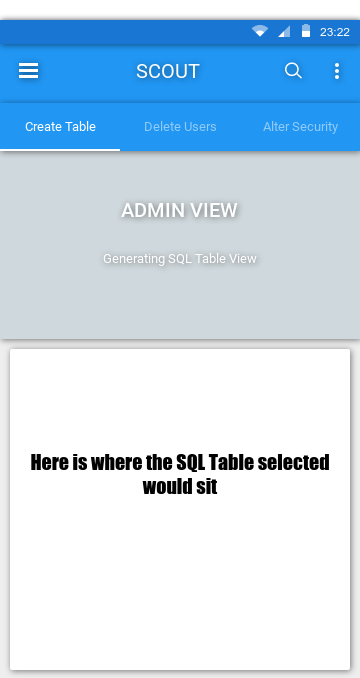 23:22
SCOUT
Create Table
Delete Users
Alter Security
ADMIN VIEW
Generating SQL Table View
Here is where the SQL Table selected
would sit